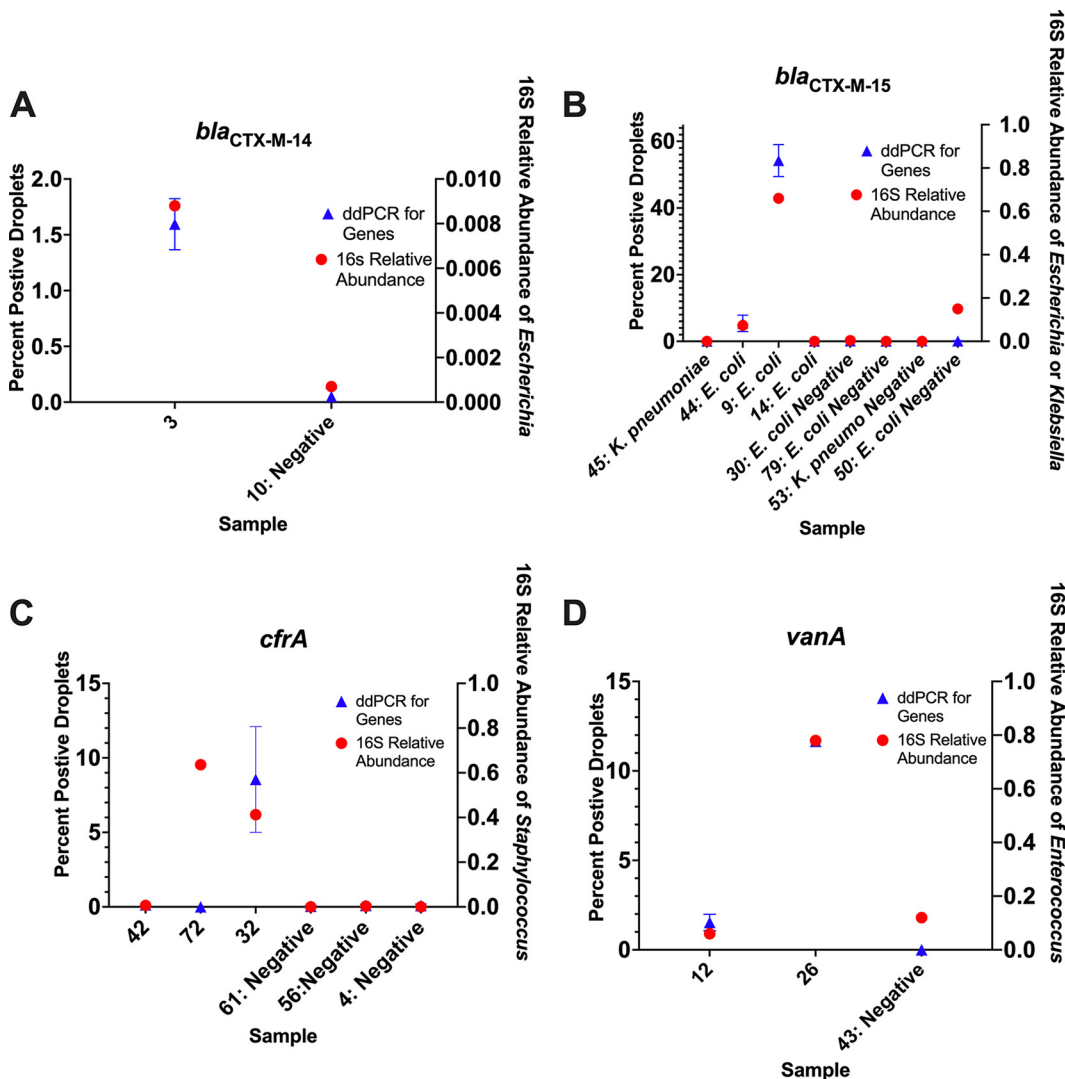 A
bla CTX-M-14
Percent Postive Droplets
2.0
1.5
1.0
0.5
0.0
0.010
0.008
0.006
0.004
0.002
0.000
16S Relative Abundance of Escherichia
ddPCR for
Genes
16s Relative
Abundance
3
10: Negative
Sample
B
bla CTX-M-15
Percent Postive Droplets
60
40
20
0
1.0
0.8
0.6
0.4
0.2
0.0
16S Relative Abundance of Escherichia or Klebsiella
ddPCR for
Genes
16S Relative
Abundance
45: K. pneumoniae
44: E. coli
9: E. coli
14: E. coli
30: E. coli Negative
79: E. coli Negative
53: K. pneumo Negative
50: E. coli Negative
Sample
C
cfrA
Percent Postive Droplets
15
10
5
0
1.0
0.8
0.6
0.4
0.2
0.0
16S Relative Abundance of Staphylococcus
ddPCR for
Genes
16S Relative
Abundance
42
72
32
61: Negative
56:Negative
4: Negative
Sample
D
vanA
Percent Postive Droplets
15
10
5
0
1.0
0.8
0.6
0.4
0.2
0.0
16S Relative Abundance of Enterococcus
ddPCR for
Genes
16S Relative
Abundance
12
26
43: Negative
Sample